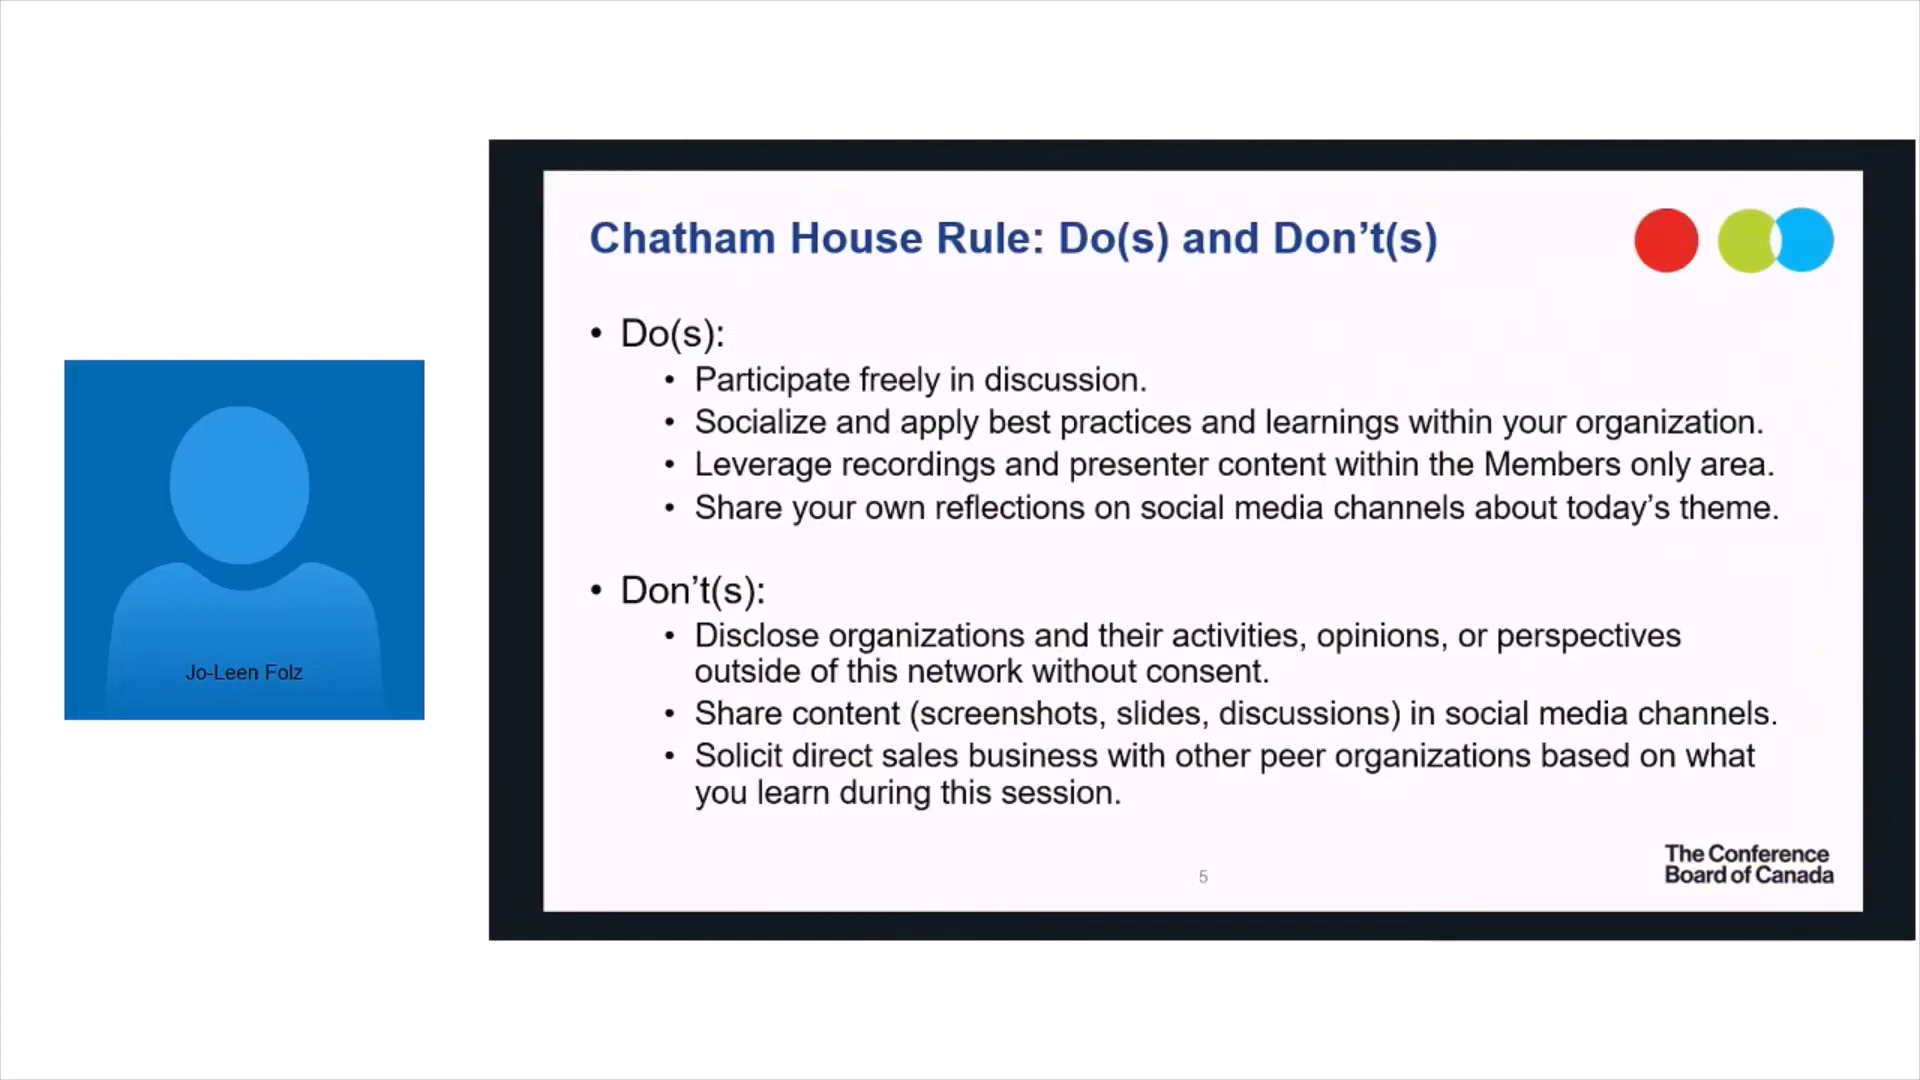 Chatham House Rule: Do(s) and Don’t(s)
• Do(s):
• Participate freely in discussion.
• Socialize and apply best practices and learnings within your organization.
• Leverage recordings and presenter content within the Members only area.
• Share your own reflections on social media channels about today’s theme.
• Don’t(s):
• Disclose organizations and their activities, opinions, or perspectives
outside of this network without consent.
• Share content (screenshots, slides, discussions) in social media channels.
• Solicit direct sales business with other peer organizations based on what
you learn during this session.
5
The Conference
Board of Canada
Jo-Leen Folz